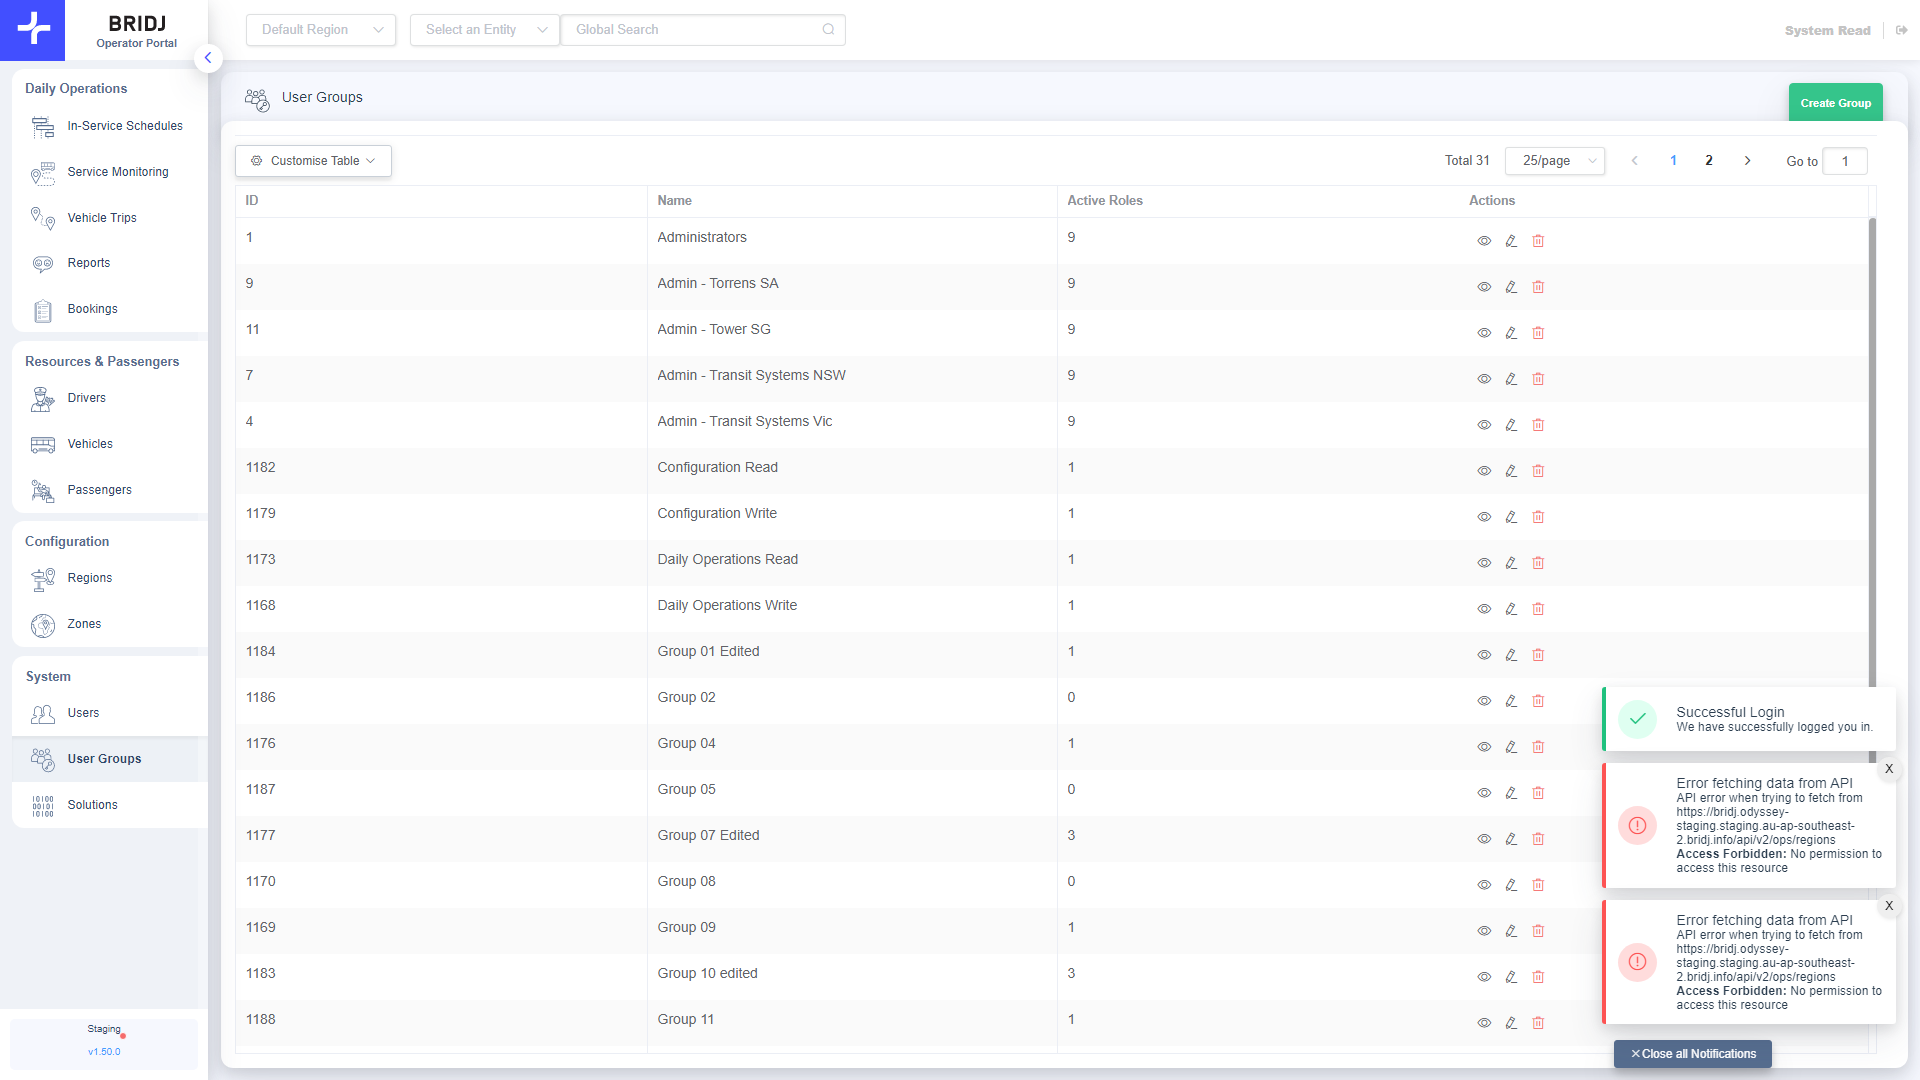 BRIDJ
Operator Portal
Default Region
Select an Entity
Global Search
System Read
Daily Operations
In-Service Schedules
Service Monitoring
Vehicle Trips
Reports
Bookings
Resources & Passengers
Drivers
Vehicles
Passengers
Configuration
Regions
Zones
System
Users
User Groups
10100
00101
10100
Solutions
Staging
v1.50.0
User Groups
Create Group
Customise Table
Total 31
25/page
1
2
Go to
1
ID Name Active Roles Actions
1 Administrators 9
9 Admin - Torrens SA 9
11 Admin - Tower SG 9
7 Admin - Transit Systems NSW 9
4 Admin - Transit Systems Vic 9
1182 Configuration Read 1
1179 Configuration Write 1
1173 Daily Operations Read 1
1168 Daily Operations Write 1
1184 Group 01 Edited 1
1186 Group 02 0
1176 Group 04 1
1187 Group 05 0
1177 Group 07 Edited 3
1170 Group 08 0
1169 Group 09 1
1183 Group 10 edited 3
1188 Group 11 1
Successful Login
We have successfully logged you in.
X
Error fetching data from API
API error when trying to fetch from
https://bridj.odyssey-
staging.staging.au-ap-southeast-
2.bridj.info/api/v2/ops/regions
Access Forbidden: No permission to
access this resource
X
Error fetching data from API
API error when trying to fetch from
https://bridj.odyssey-
staging.staging.au-ap-southeast-
2.bridj.info/api/v2/ops/regions
Access Forbidden: No permission to
access this resource
Close all Notifications